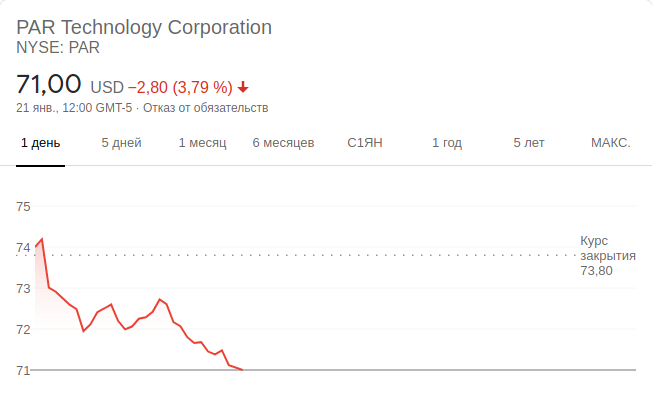 PAR Technology Corporation
NYSE: PAR
71,00 USD −2,80 (3,79 %)
21 янв., 12:00 GMT-5 · Отказ от обязательств
1 день 5 дней 1 месяц 6 месяцев С1ЯН 1 год 5 лет МАКС.
75
74
73
72
71
Курс
закрытия
73,80